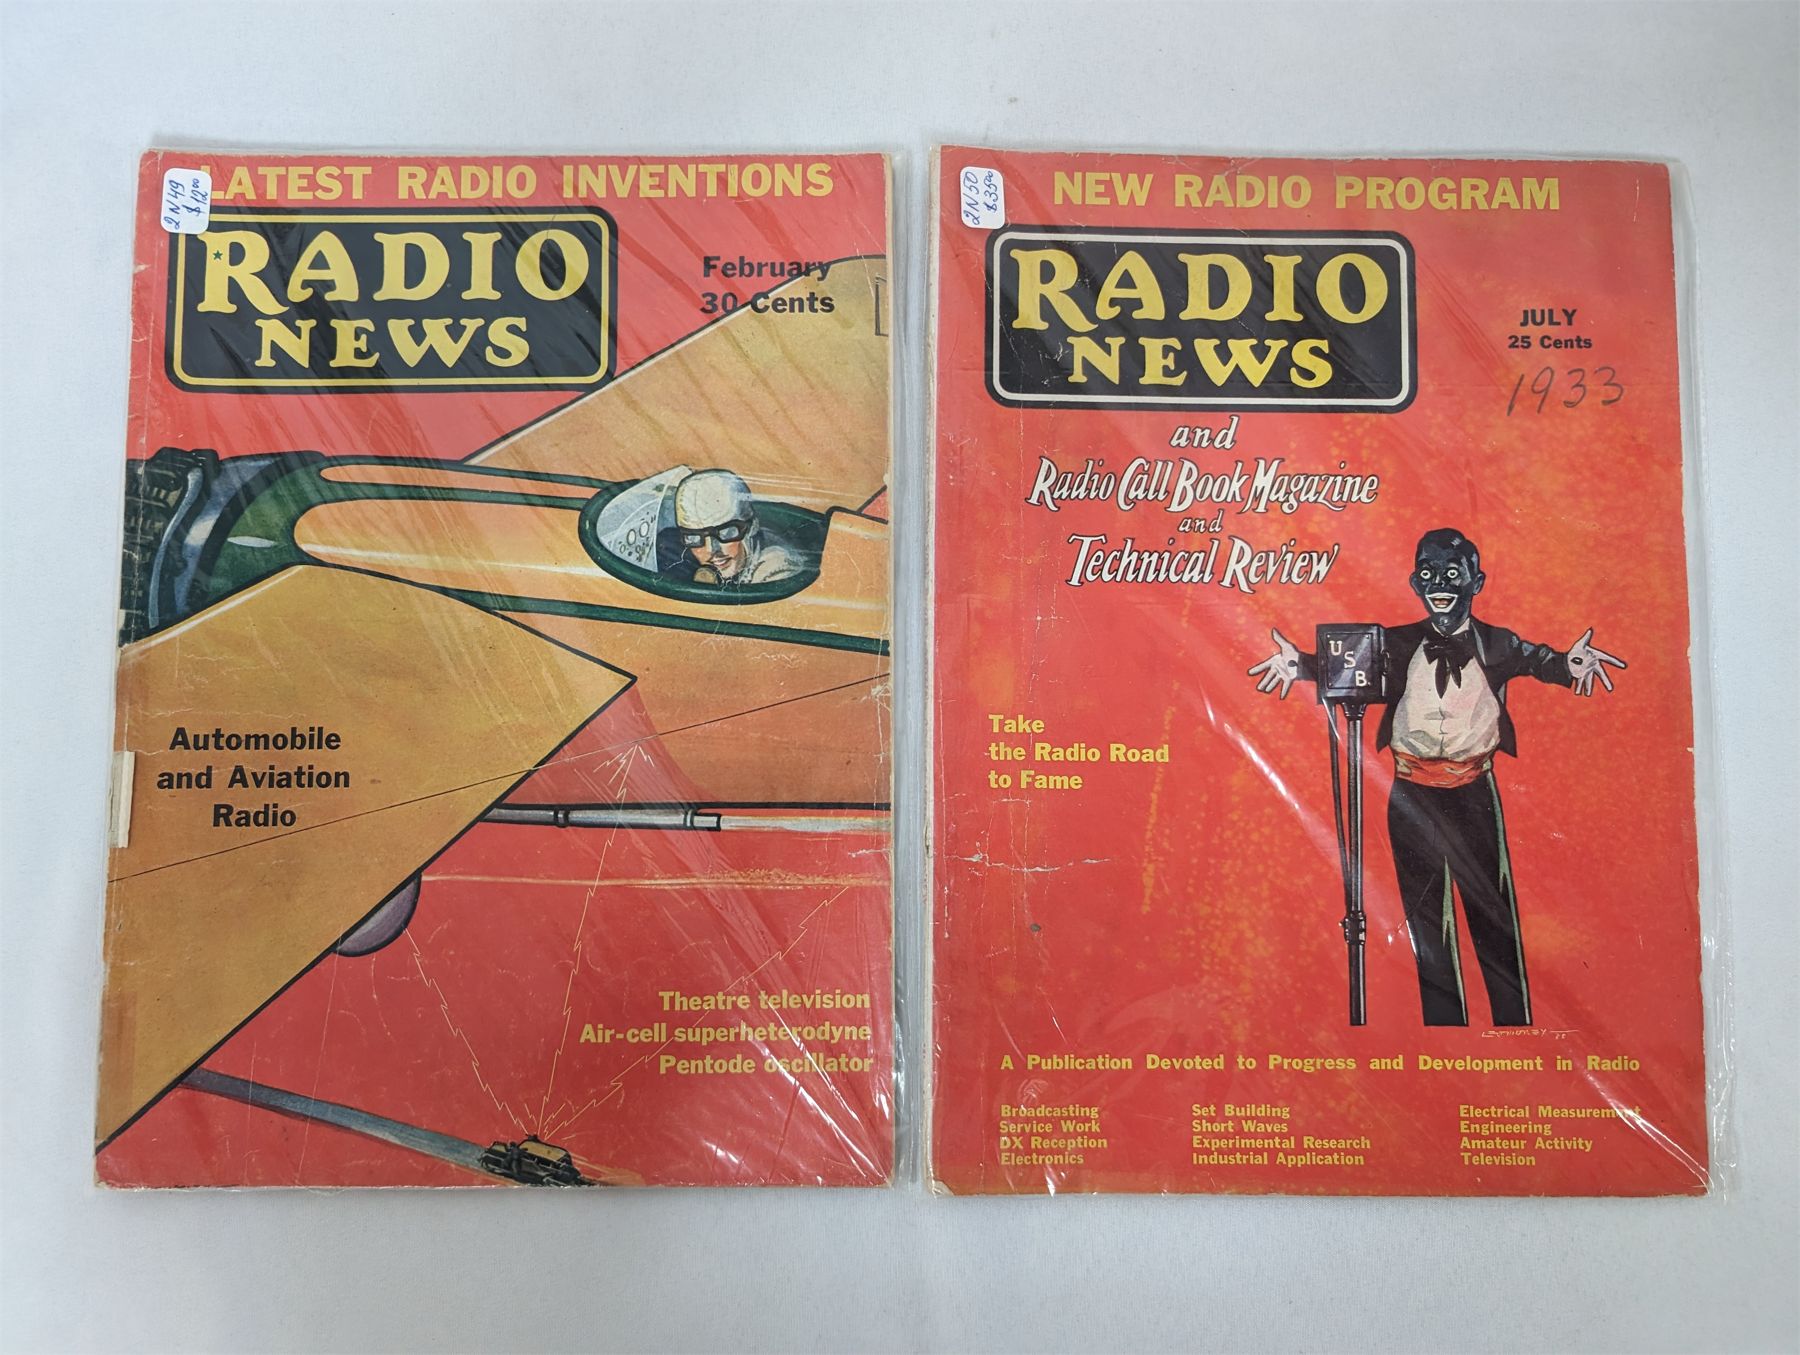 2N49
$12.00
LATEST RADIO INVENTIONS
RADIO
NEWS
February
30 Cents
Automobile
and Aviation
Radio
Theatre television
Air-cell superheterodyne
Pentode oscillator
2N50
$35.00
NEW RADIO PROGRAM
RADIO
NEWS
JULY
25 Cents
1933
and
Radio Call Book Magazine
and
Technical Review
U
S
B.
Take
the Radio Road
to Fame
A Publication Devoted to Progress and Development in Radio
Broadcasting
Service Work
DX Reception
Electronics
Set Building
Short Waves
Experimental Research
Industrial Application
Electrical Measurement
Engineering
Amateur Activity
Television